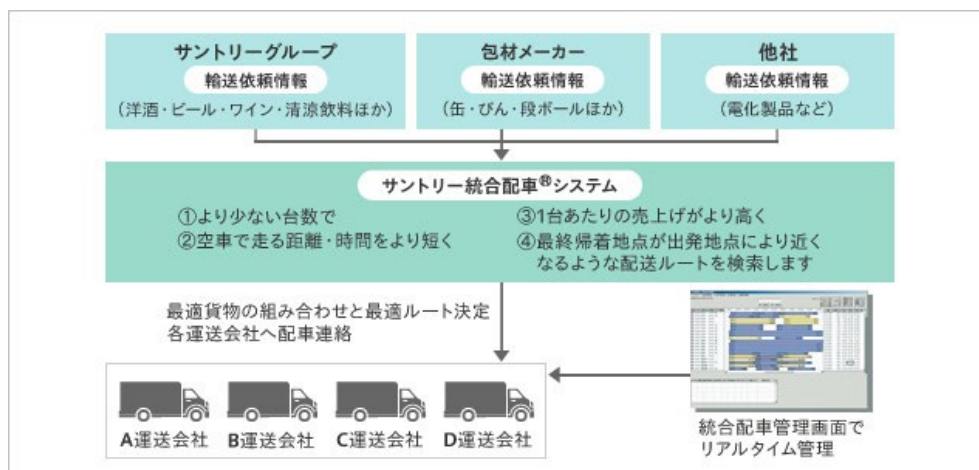 サントリーグループ
輸送依頼情報
(洋酒・ビール・ワイン・清涼飲料ほか)
包材メーカー
輸送依頼情報
(缶・びん・段ボールほか)
他社
輸送依頼情報
(電化製品など)
サントリー統合配車®システム
①より少ない台数で
②空車で走る距離・時間をより短く
③1台あたりの売上げがより高く
④最終帰着地点が出発地点により近く
なるような配送ルートを検索します
最適貨物の組み合わせと最適ルート決定
各運送会社へ配車連絡
A運送会社
B運送会社
C運送会社
D運送会社
統合配車管理画面で
リアルタイム管理